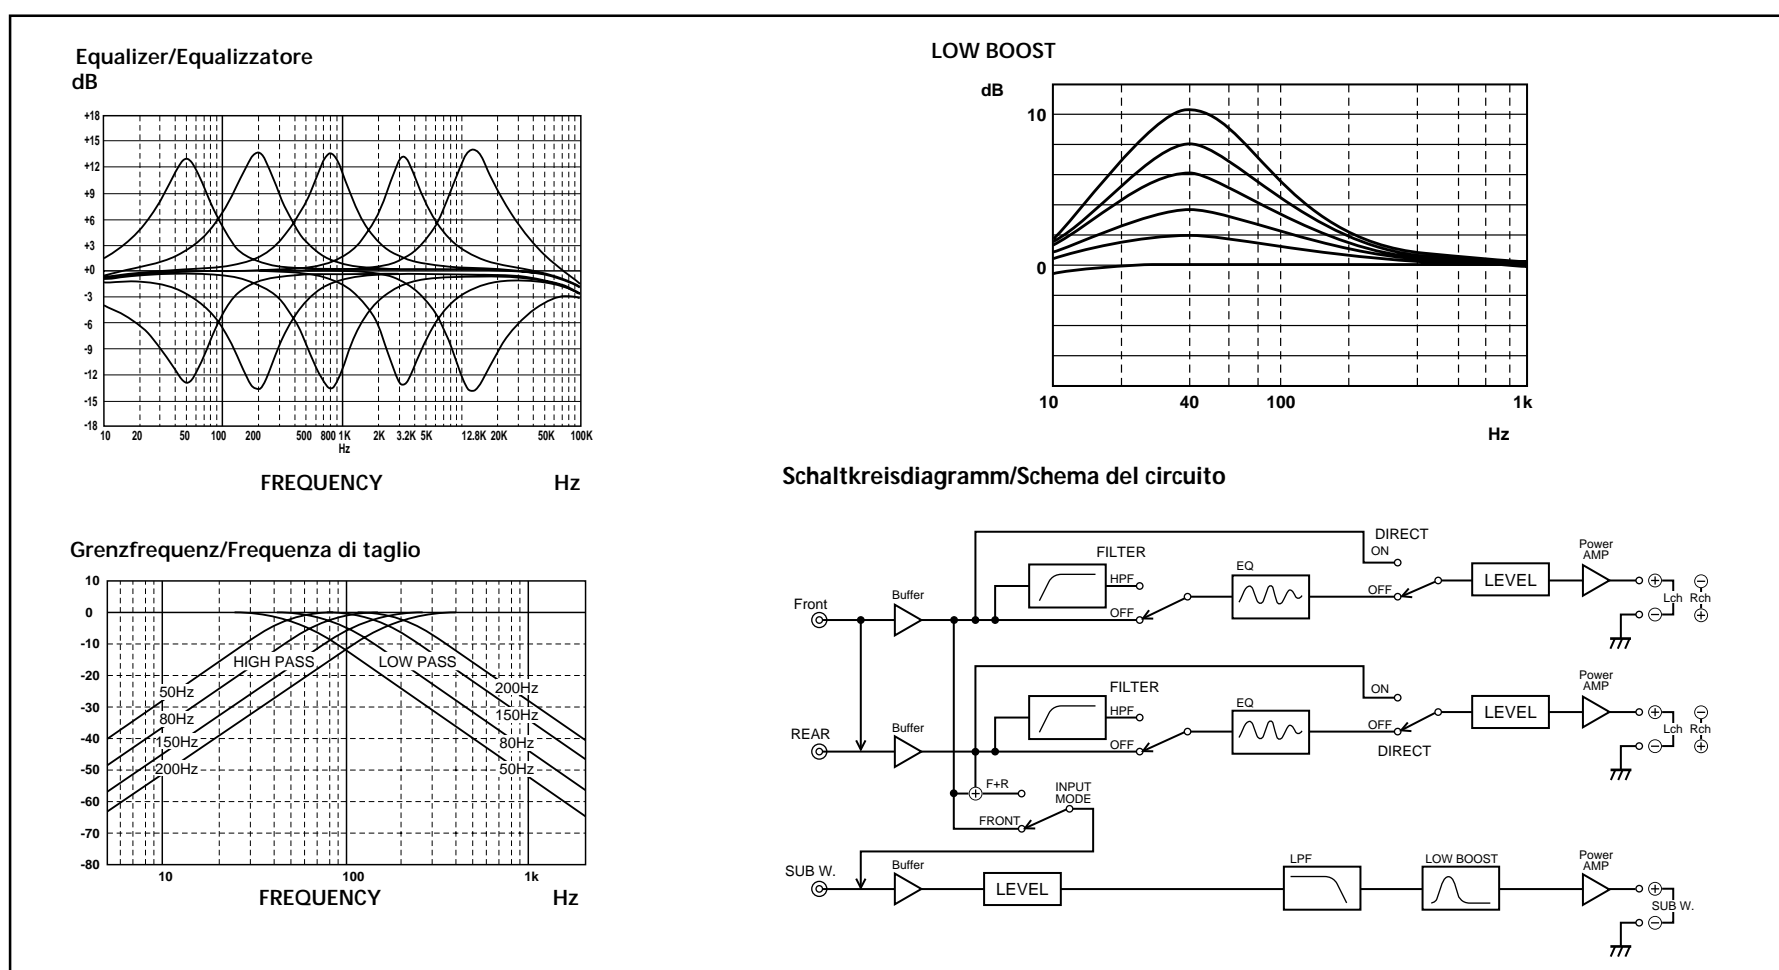 Equalizer/Equalizzatore
dB
+18
+15
+12
+9
+6
+3
+0
-3
-6
-9
-12
-15
-18
10 20 50 100 200 500 800 1K 2K 3.2K 5K 12.8K 20K 50K 100K
Hz
FREQUENCY Hz
LOW BOOST
dB
10
0
10 40 100 1k
Hz
Grenzfrequenz/Frequenza di taglio
10
0
-10
-20
-30
-40
-50
-60
-70
-80
HIGH PASS LOW PASS
50Hz 200Hz
80Hz 150Hz
150Hz 80Hz
200Hz 50Hz
10 100 1k
FREQUENCY Hz
Schaltkreisdiagramm/Schema del circuito
DIRECT
ON
FILTER
HPF
EQ
Power
AMP
LEVEL
Front
Buffer
OFF
OFF
Lch Rch
FILTER
HPF
EQ
ON
Power
AMP
LEVEL
REAR
Buffer
OFF
OFF
DIRECT
Lch Rch
F+R
INPUT
MODE
FRONT
SUB W.
Buffer
LEVEL
LPF
LOW BOOST
Power
AMP
SUB W.